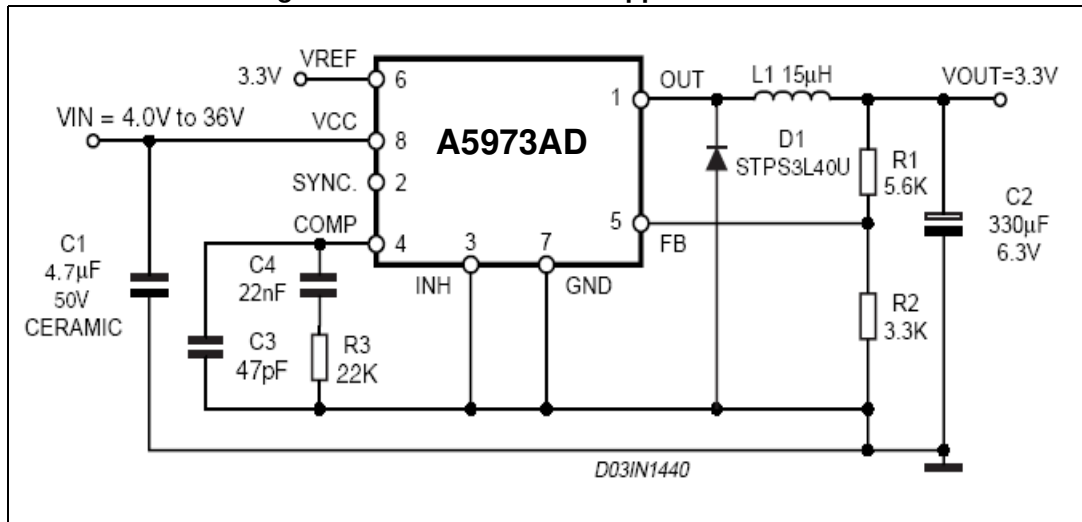 VREF
3.3V
6
VIN = 4.0V to 36V
VCC
8
SYNC.
2
COMP
4
A5973AD
3
INH
7
GND
1
OUT
5
FB
L1 15µH
VOUT=3.3V
D1
STPS3L40U
R1
5.6K
R2
3.3K
C2
330µF
6.3V
C1
4.7µF
50V
CERAMIC
C4
22nF
C3
47pF
R3
22K
D03IN1440